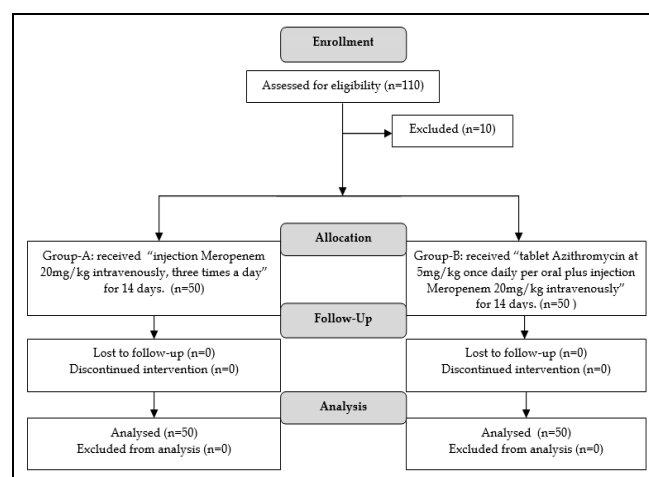 Enrollment
Assessed for eligibility (n=110)
Excluded (n=10)
Allocation
Group-A: received “injection Meropenem
20mg/kg intravenously, three times a day”
for 14 days. (n=50)
Group-B: received “tablet Azithromycin at
5mg/kg once daily per oral plus injection
Meropenem 20mg/kg intravenously”
for 14 days. (n=50 )
Follow-Up
Lost to follow-up (n=0)
Discontinued intervention (n=0)
Lost to follow-up (n=0)
Discontinued intervention (n=0)
Analysis
Analysed (n=50)
Excluded from analysis (n=0)
Analysed (n=50)
Excluded from analysis (n=0)